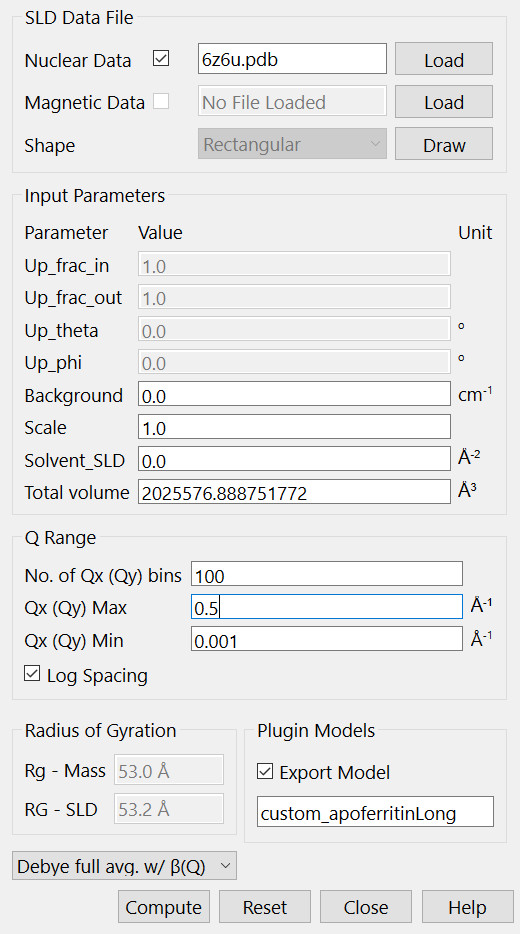 SLD Data File
Nuclear Data 6z6u.pdb Load
Magnetic Data No File Loaded Load
Shape Rectangular Draw
Input Parameters
Parameter Value Unit
Up_frac_in 1.0
Up_frac_out 1.0
Up_theta 0.0 º
Up_phi 0.0 º
Background 0.0 cm⁻¹
Scale 1.0
Solvent_SLD 0.0 Å⁻²
Total volume 2025576.888751772 Å³
Q Range
No. of Qx (Qy) bins 100
Qx (Qy) Max 0.5 Å⁻¹
Qx (Qy) Min 0.001 Å⁻¹
Log Spacing
Radius of Gyration
Rg - Mass 53.0 Å
RG - SLD 53.2 Å
Plugin Models
Export Model
custom_apoferritinLong
Debye full avg. w/ β(Q)
Compute Reset Close Help